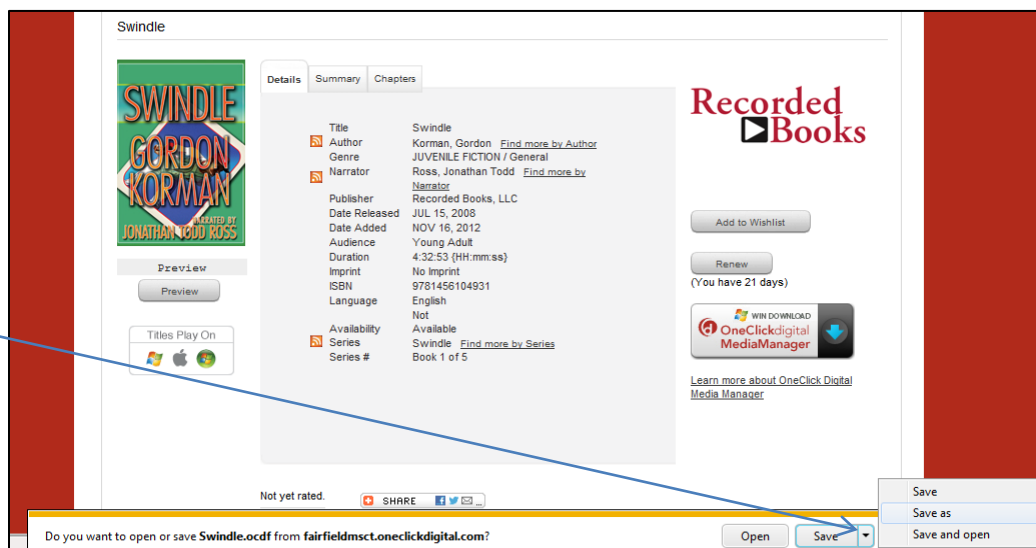 Swindle
SWINDLE
GORDON
KORMAN
NARRATED BY
JONATHAN TODD ROSS
Preview
Preview
Titles Play On
Details Summary Chapters
Title Swindle
Author Korman, Gordon Find more by Author
Genre JUVENILE FICTION / General
Narrator Ross, Jonathan Todd Find more by
Narrator
Publisher Recorded Books, LLC
Date Released JUL 15, 2008
Date Added NOV 16, 2012
Audience Young Adult
Duration 4:32:53 {HH:mm:ss}
Imprint No Imprint
ISBN 9781456104931
Language English
Not
Availability Available
Series Swindle Find more by Series
Series # Book 1 of 5
Recorded
Books
Add to Wishlist
Renew
(You have 21 days)
WIN DOWNLOAD
OneClickdigital
MediaManager
Learn more about OneClick Digital
Media Manager
Not yet rated. SHARE ...
Do you want to open or save Swindle.ocdf from fairfieldmsct.oneclickdigital.com? Open Save
Save
Save as
Save and open